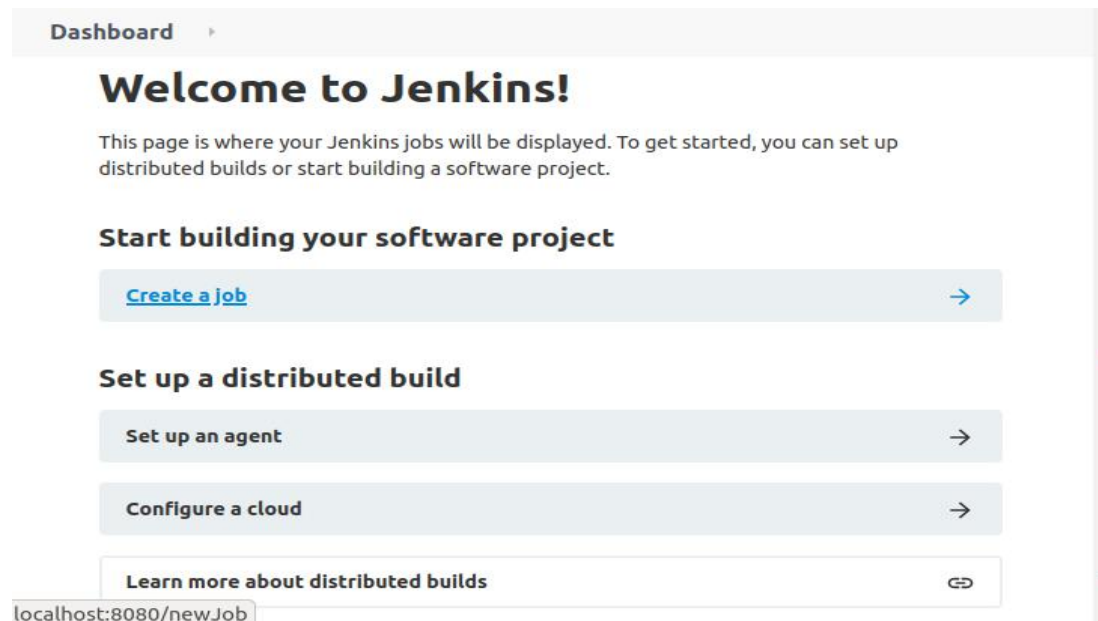 Dashboard
Welcome to Jenkins!
This page is where your Jenkins jobs will be displayed. To get started, you can set up
distributed builds or start building a software project.
Start building your software project
Create a job
Set up a distributed build
Set up an agent
Configure a cloud
Learn more about distributed builds
localhost:8080/newJob